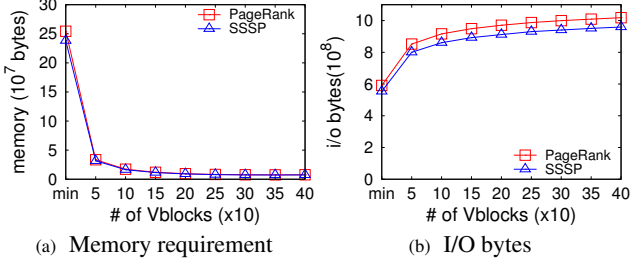 memory (10^7 bytes)
30
25
20
15
10
5
0
PageRank
SSSP
min 5 10 15 20 25 30 35 40
# of Vblocks (x10)
(a) Memory requirement
i/o bytes(10^8)
10
8
6
4
2
0
PageRank
SSSP
min 5 10 15 20 25 30 35 40
# of Vblocks (x10)
(b) I/O bytes